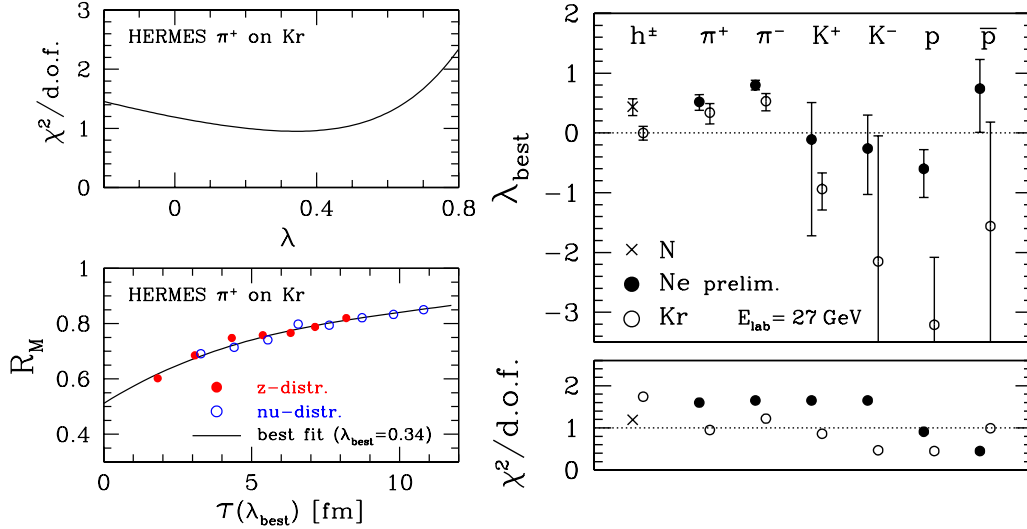 HERMES π⁺ on Kr
χ²/d.o.f.
3
2
1
0
0
0.4
0.8
λ
HERMES π⁺ on Kr
R_M
1
0.8
0.6
0.4
z-distr.
nu-distr.
best fit (λ_best=0.34)
0
5
10
τ(λ_best) [fm]
h± π⁺ π⁻ K⁺ K⁻ p p̅
λ_best
2
1
0
−1
−2
−3
N
Ne prelim.
Kr E_lab= 27 GeV
χ²/d.o.f.
2
1
0